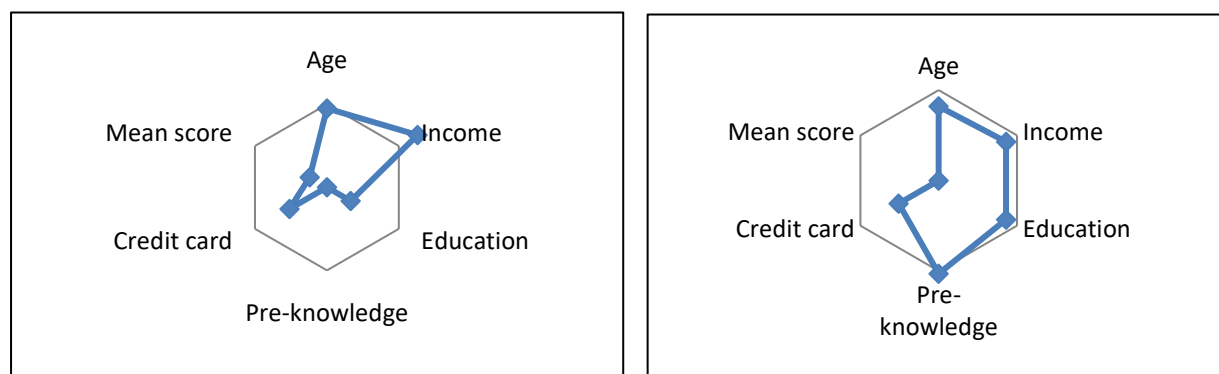 Age
Mean score
Income
Credit card
Education
Pre-knowledge
Age
Mean score
Income
Credit card
Education
Pre-
knowledge